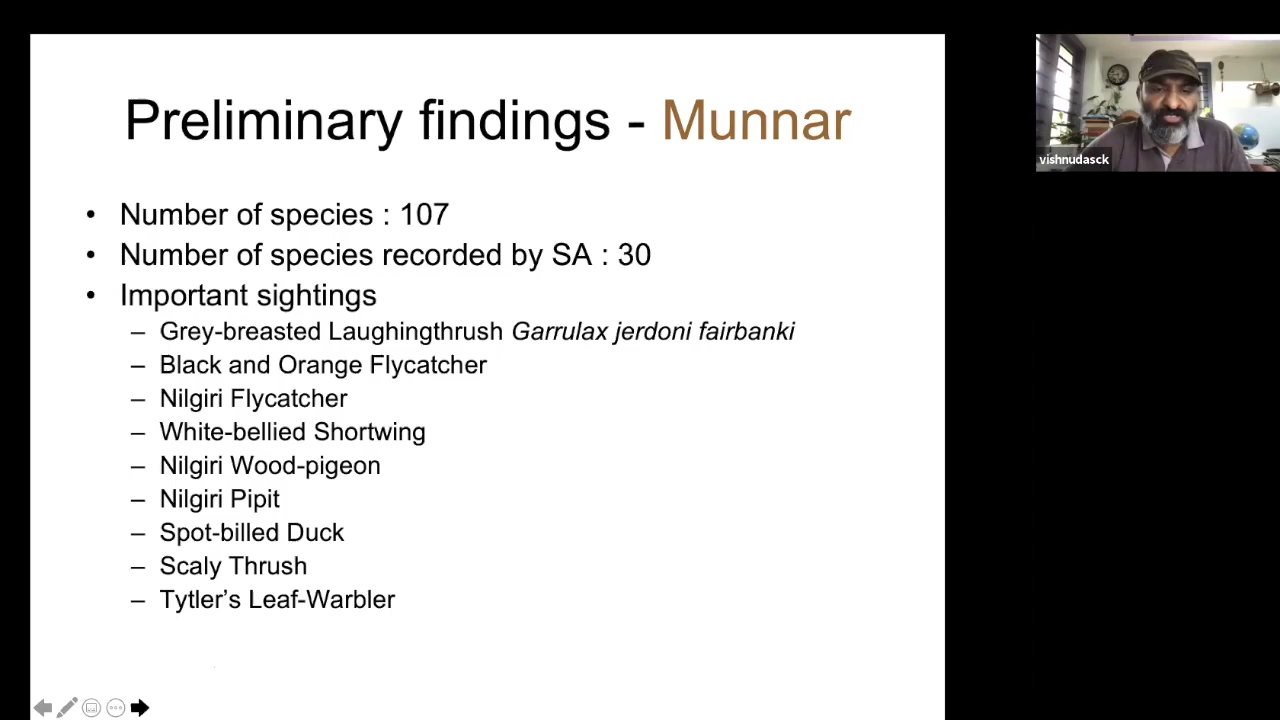 Preliminary findings - Munnar
• Number of species : 107
• Number of species recorded by SA : 30
• Important sightings
– Grey-breasted Laughingthrush Garrulax jerdoni fairbanki
– Black and Orange Flycatcher
– Nilgiri Flycatcher
– White-bellied Shortwing
– Nilgiri Wood-pigeon
– Nilgiri Pipit
– Spot-billed Duck
– Scaly Thrush
– Tytler’s Leaf-Warbler
vishnudasck